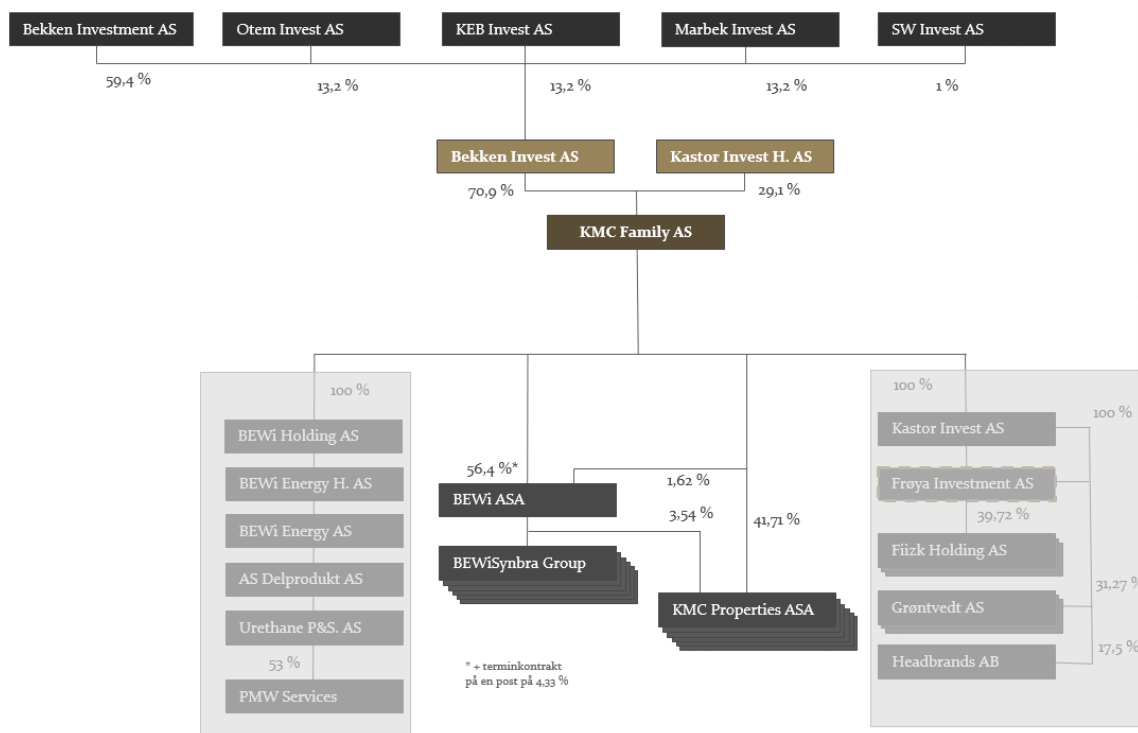 Bekken Investment AS
Otem Invest AS
KEB Invest AS
Marbek Invest AS
SW Invest AS
59,4 %
13,2 %
13,2 %
13,2 %
1 %
Bekken Invest AS
Kastor Invest H. AS
70,9 %
29,1 %
KMC Family AS
100 %
BEWi Holding AS
BEWi Energy H. AS
BEWi Energy AS
AS Delprodukt AS
Urethane P&S. AS
53 %
PMW Services
56,4 %*
1,62 %
BEWi ASA
3,54 %
41,71 %
BEWiSynbra Group
KMC Properties ASA
* + terminkontrakt
på en post på 4,33 %
100 %
100 %
Kastor Invest AS
Frøya Investment AS
39,72 %
Fiizk Holding AS
31,27 %
Grøntvedt AS
17,5 %
Headbrands AB